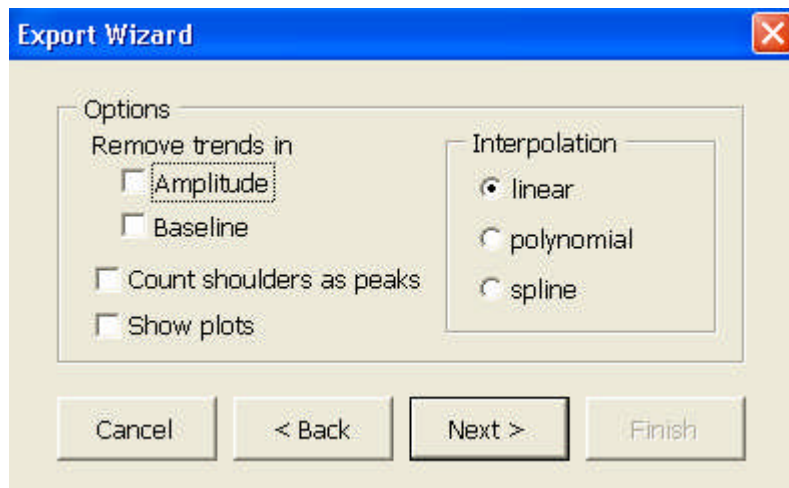 Export Wizard
Options
Remove trends in
Amplitude
Baseline
Count shoulders as peaks
Show plots
Interpolation
linear
polynomial
spline
Cancel
< Back
Next >
Finish